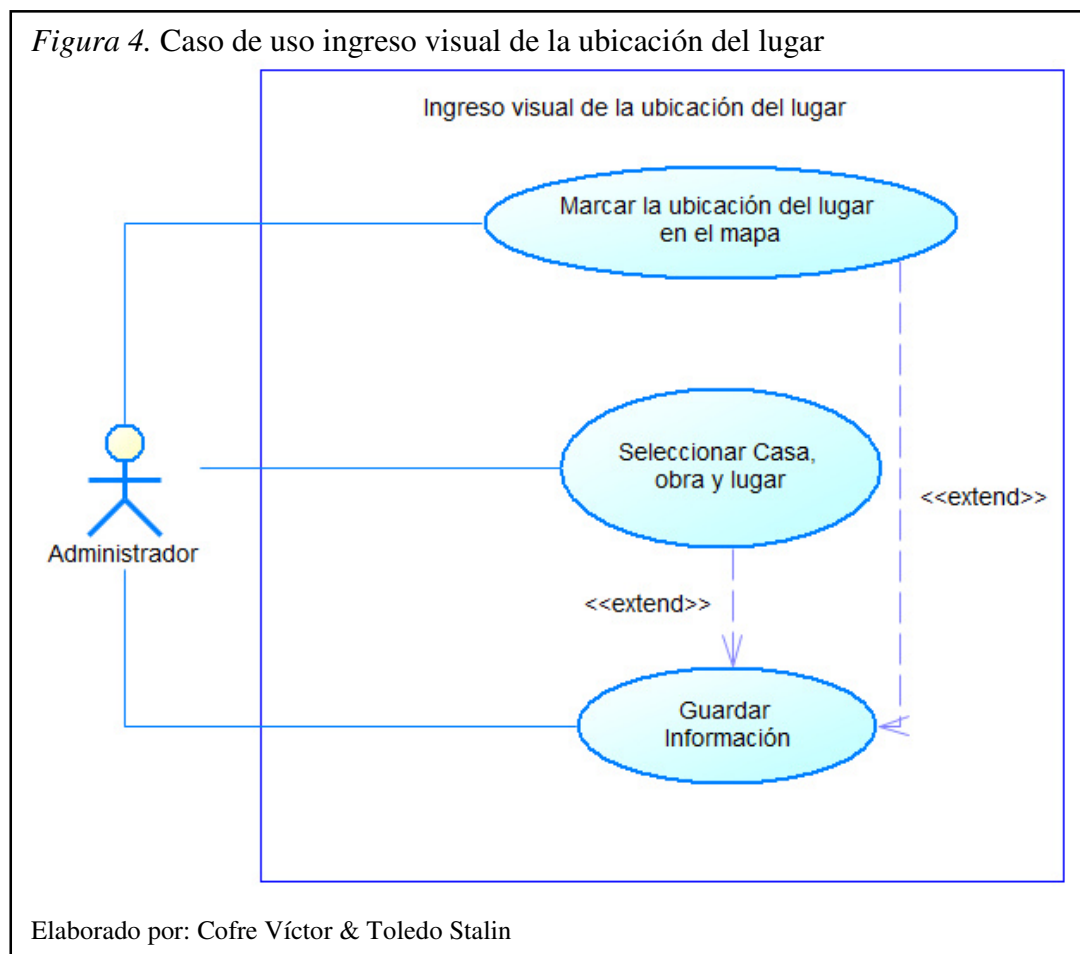 Figura 4. Caso de uso ingreso visual de la ubicación del lugar
Ingreso visual de la ubicación del lugar
Marcar la ubicación del lugar
en el mapa
Seleccionar Casa,
obra y lugar
<<extend>>
Administrador
<<extend>>
Guardar
Información
Elaborado por: Cofre Víctor & Toledo Stalin